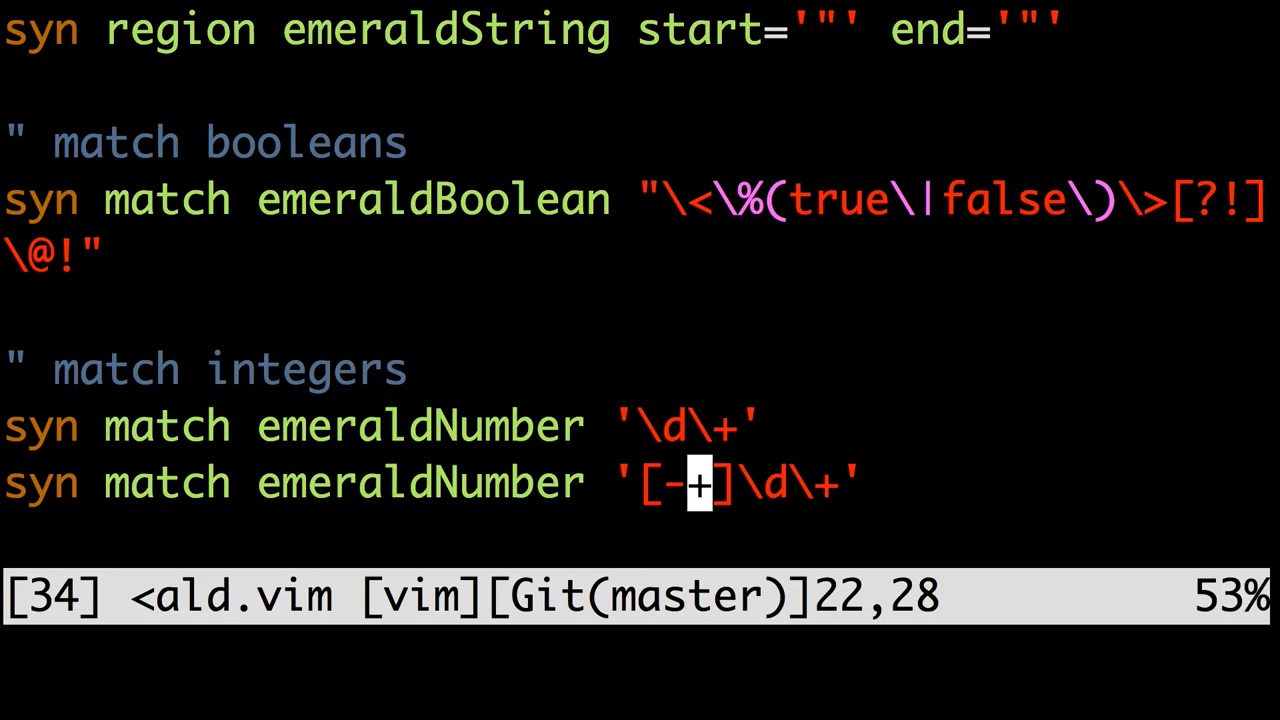 syn region emeraldString start='"' end='"'
" match booleans
syn match emeraldBoolean "\<\%(true\|false\)\>[?!]
\@!"
" match integers
syn match emeraldNumber '\d\+'
syn match emeraldNumber '[-+]\d\+'
[34] <ald.vim [vim][Git(master)]22,28 53%